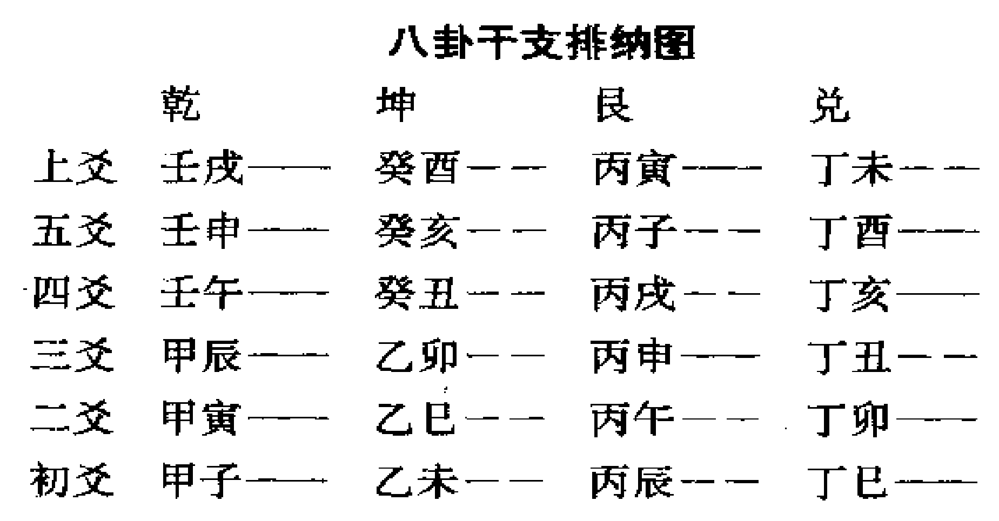 八卦干支排纳图
乾 坤 艮 兑
上爻 壬戌 癸酉 丙寅 丁未
五爻 壬申 癸亥 丙子 丁酉
四爻 壬午 癸丑 丙戌 丁亥
三爻 甲辰 乙卯 丙申 丁丑
二爻 甲寅 乙巳 丙午 丁卯
初爻 甲子 乙未 丙辰 丁巳